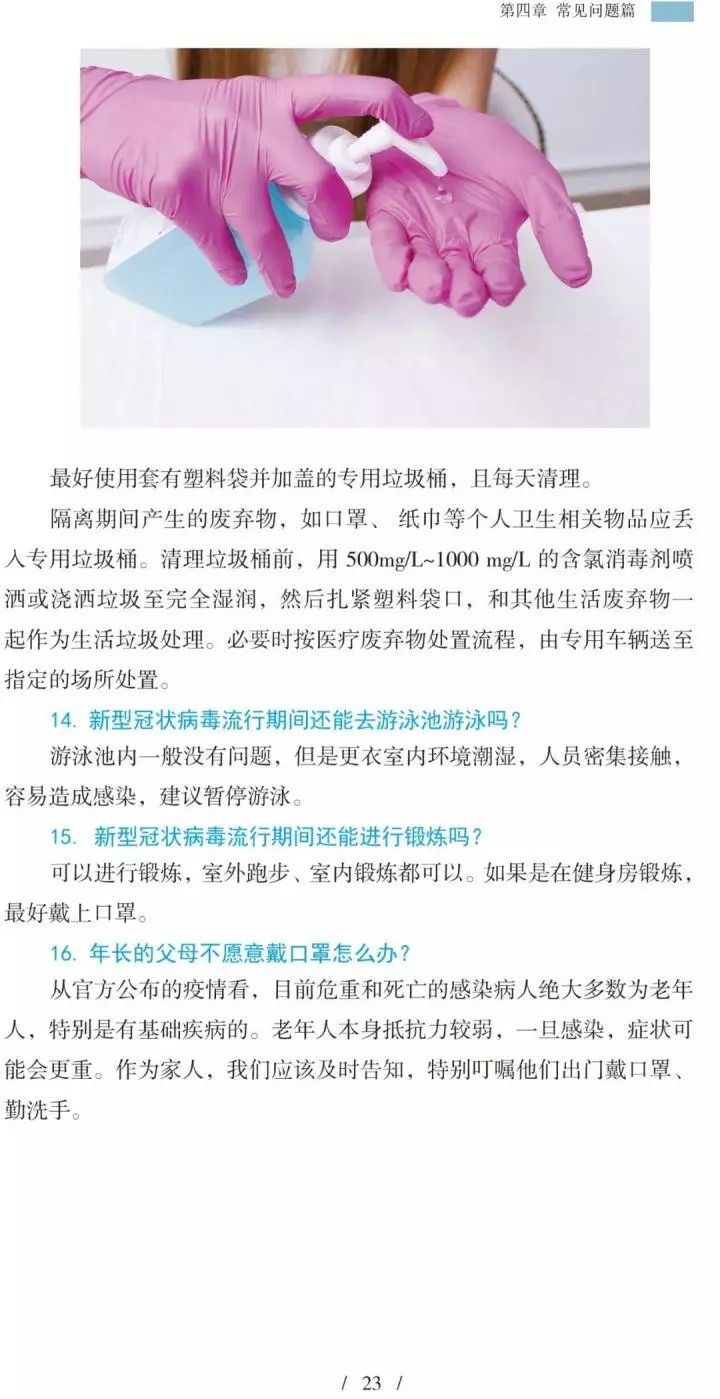 第四章 常见问题篇
最好使用套有塑料袋并加盖的专用垃圾桶，且每天清理。
隔离期间产生的废弃物，如口罩、 纸巾等个人卫生相关物品应丢
入专用垃圾桶。清理垃圾桶前，用 500mg/L~1000 mg/L 的含氯消毒剂喷
洒或浇洒垃圾至完全湿润，然后扎紧塑料袋口，和其他生活废弃物一
起作为生活垃圾处理。必要时按医疗废弃物处置流程，由专用车辆送至
指定的场所处置。
14. 新型冠状病毒流行期间还能去游泳池游泳吗？
游泳池内一般没有问题，但是更衣室内环境潮湿，人员密集接触，
容易造成感染，建议暂停游泳。
15. 新型冠状病毒流行期间还能进行锻炼吗？
可以进行锻炼，室外跑步、室内锻炼都可以。如果是在健身房锻炼，
最好戴上口罩。
16. 年长的父母不愿意戴口罩怎么办？
从官方公布的疫情看，目前危重和死亡的感染病人绝大多数为老年
人，特别是有基础疾病的。老年人本身抵抗力较弱，一旦感染，症状可
能会更重。作为家人，我们应该及时告知，特别叮嘱他们出门戴口罩、
勤洗手。
/ 23 /